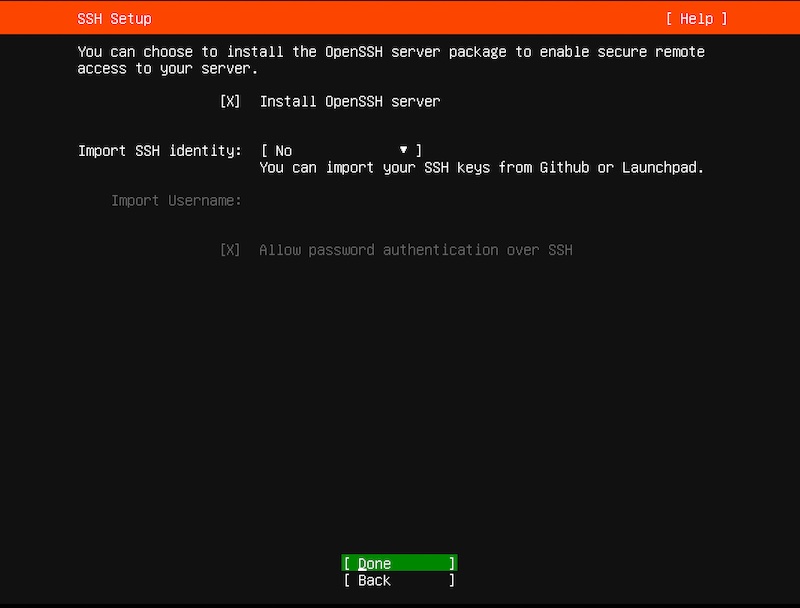 SSH Setup [ Help ]
You can choose to install the OpenSSH server package to enable secure remote
access to your server.
[X] Install OpenSSH server
Import SSH identity: [ No ▼ ]
You can import your SSH keys from Github or Launchpad.
Import Username:
[X] Allow password authentication over SSH
[ Done ]
[ Back ]